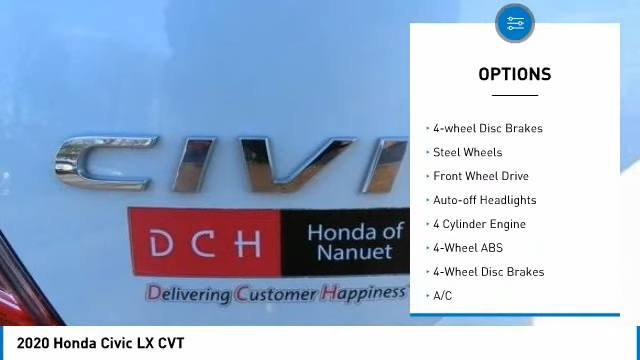 CIVI
DCH
Honda of
Nanuet
Delivering Customer Happiness
OPTIONS
4-wheel Disc Brakes
Steel Wheels
Front Wheel Drive
Auto-off Headlights
4 Cylinder Engine
4-Wheel ABS
4-Wheel Disc Brakes
A/C
2020 Honda Civic LX CVT